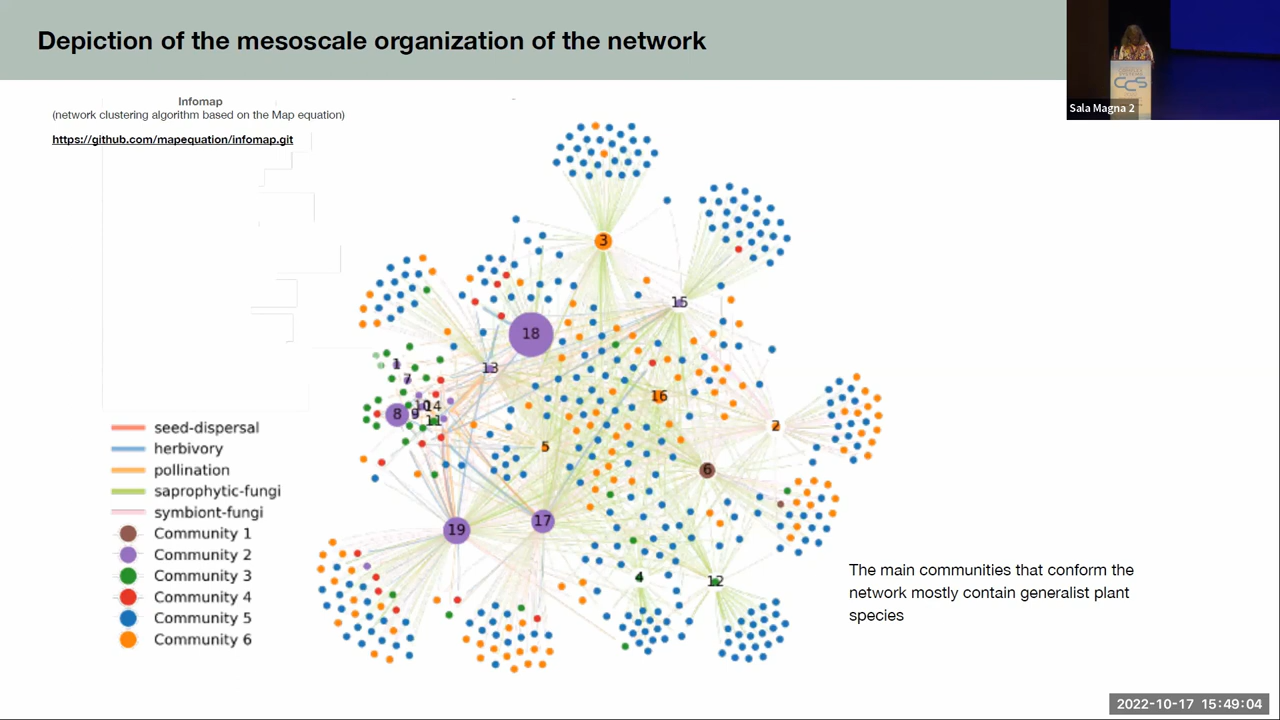 Depiction of the mesoscale organization of the network
Sala Magna 2
CCS
Infomap
(network clustering algorithm based on the Map equation)
https://github.com/mapequation/infomap.git
3
15
18
1
13
7
10
14
8
9
11
16
2
5
6
17
19
4
12
seed-dispersal
herbivory
pollination
saprophytic-fungi
symbiont-fungi
Community 1
Community 2
Community 3
Community 4
Community 5
Community 6
The main communities that conform the
network mostly contain generalist plant
species
2022-10-17 15:49:04